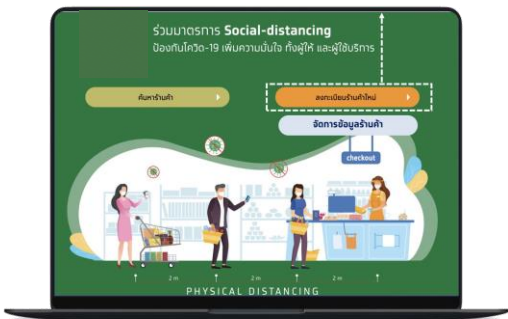 ร่วมมาตรการ Social-distancing
ป้องกันโควิด-19 เพิ่มความมั่นใจ ทั้งผู้ให้ และผู้ใช้บริการ
ค้นหาร้านค้า
ลงทะเบียนร้านค้าใหม่
จัดการข้อมูลร้านค้า
checkout
2 m 2 m 2 m
PHYSICAL DISTANCING